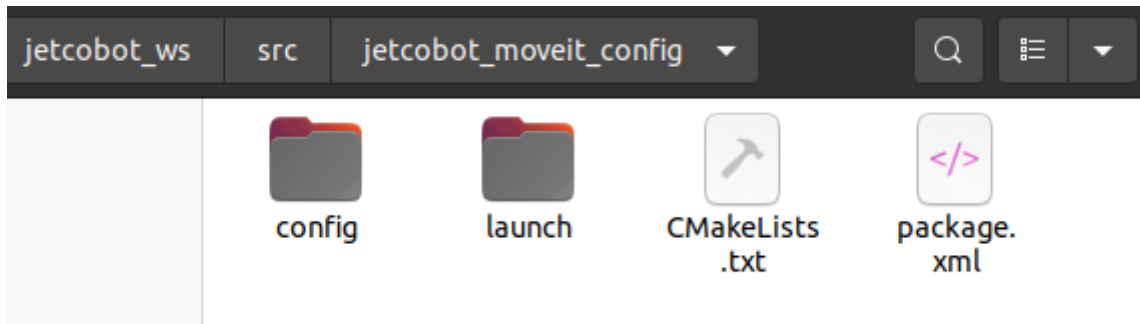 jetcobot_ws src jetcobot_moveit_config
</>
config launch CMakeLists package.
.txt xml